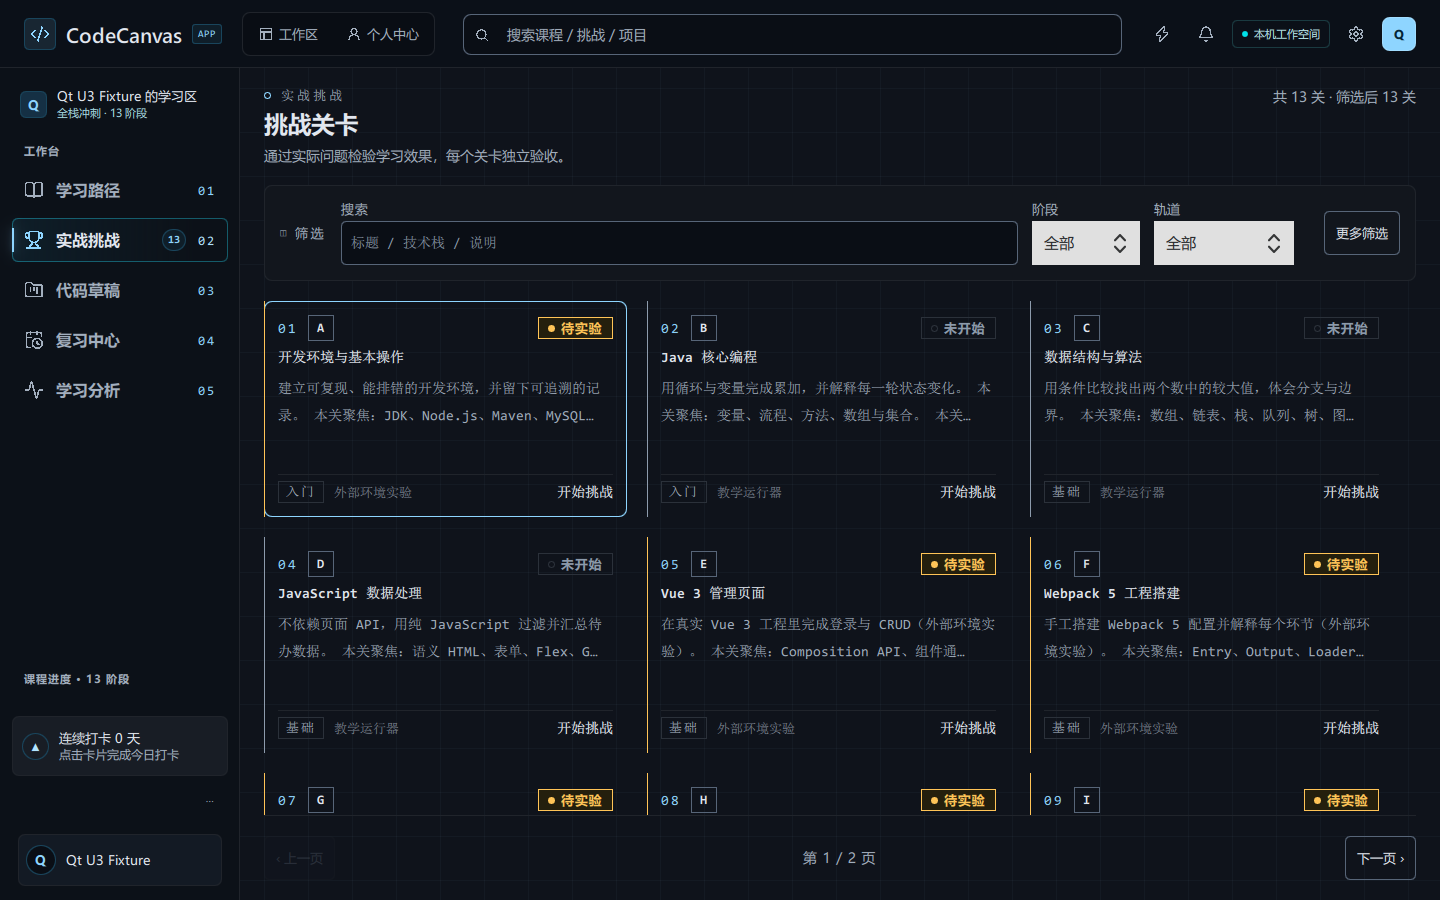 CodeCanvas APP
工作区
个人中心
搜索课程 / 挑战 / 项目
本机工作空间
Q
Q
Qt U3 Fixture 的学习区
全栈冲刺 · 13 阶段
工作台
学习路径 01
实战挑战 13 02
代码草稿 03
复习中心 04
学习分析 05
课程进度 • 13 阶段
连续打卡 0 天
点击卡片完成今日打卡
...
Q Qt U3 Fixture
实战挑战
挑战关卡
通过实际问题检验学习效果，每个关卡独立验收。
共 13 关 · 筛选后 13 关
筛选
搜索
标题 / 技术栈 / 说明
阶段
全部
轨道
全部
更多筛选
01 A 待实验
开发环境与基本操作
建立可复现、能排错的开发环境，并留下可追溯的记
录。 本关聚焦：JDK、Node.js、Maven、MySQL…
入门 外部环境实验 开始挑战
02 B 未开始
Java 核心编程
用循环与变量完成累加，并解释每一轮状态变化。 本
关聚焦：变量、流程、方法、数组与集合。 本关…
入门 教学运行器 开始挑战
03 C 未开始
数据结构与算法
用条件比较找出两个数中的较大值，体会分支与边
界。 本关聚焦：数组、链表、栈、队列、树、图…
基础 教学运行器 开始挑战
04 D 未开始
JavaScript 数据处理
不依赖页面 API，用纯 JavaScript 过滤并汇总待
办数据。 本关聚焦：语义 HTML、表单、Flex、G…
基础 教学运行器 开始挑战
05 E 待实验
Vue 3 管理页面
在真实 Vue 3 工程里完成登录与 CRUD（外部环境实
验）。 本关聚焦：Composition API、组件通…
基础 外部环境实验 开始挑战
06 F 待实验
Webpack 5 工程搭建
手工搭建 Webpack 5 配置并解释每个环节（外部环
境实验）。 本关聚焦：Entry、Output、Loader…
基础 外部环境实验 开始挑战
07 G 待实验
08 H 待实验
09 I 待实验
‹ 上一页
第 1 / 2 页
下一页 ›